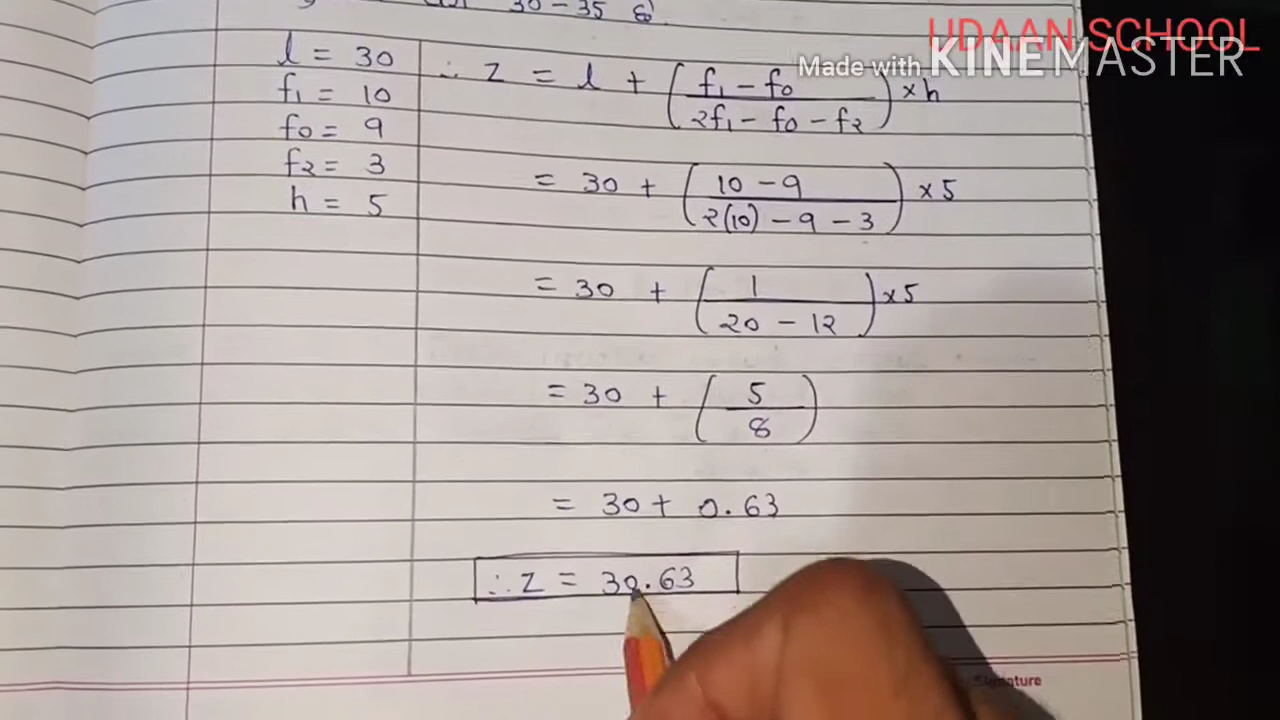 30 - 35 છે.
UDAAN SCHOOL
Made with KINEMASTER
l = 30
f1 = 10
f0 = 9
f2 = 3
h = 5
∴ Z = l + (f1 - f0 / 2f1 - f0 - f2) × h
= 30 + (10 - 9 / 2(10) - 9 - 3) × 5
= 30 + (1 / 20 - 12) × 5
= 30 + (5 / 8)
= 30 + 0.63
∴ Z = 30.63
Signature